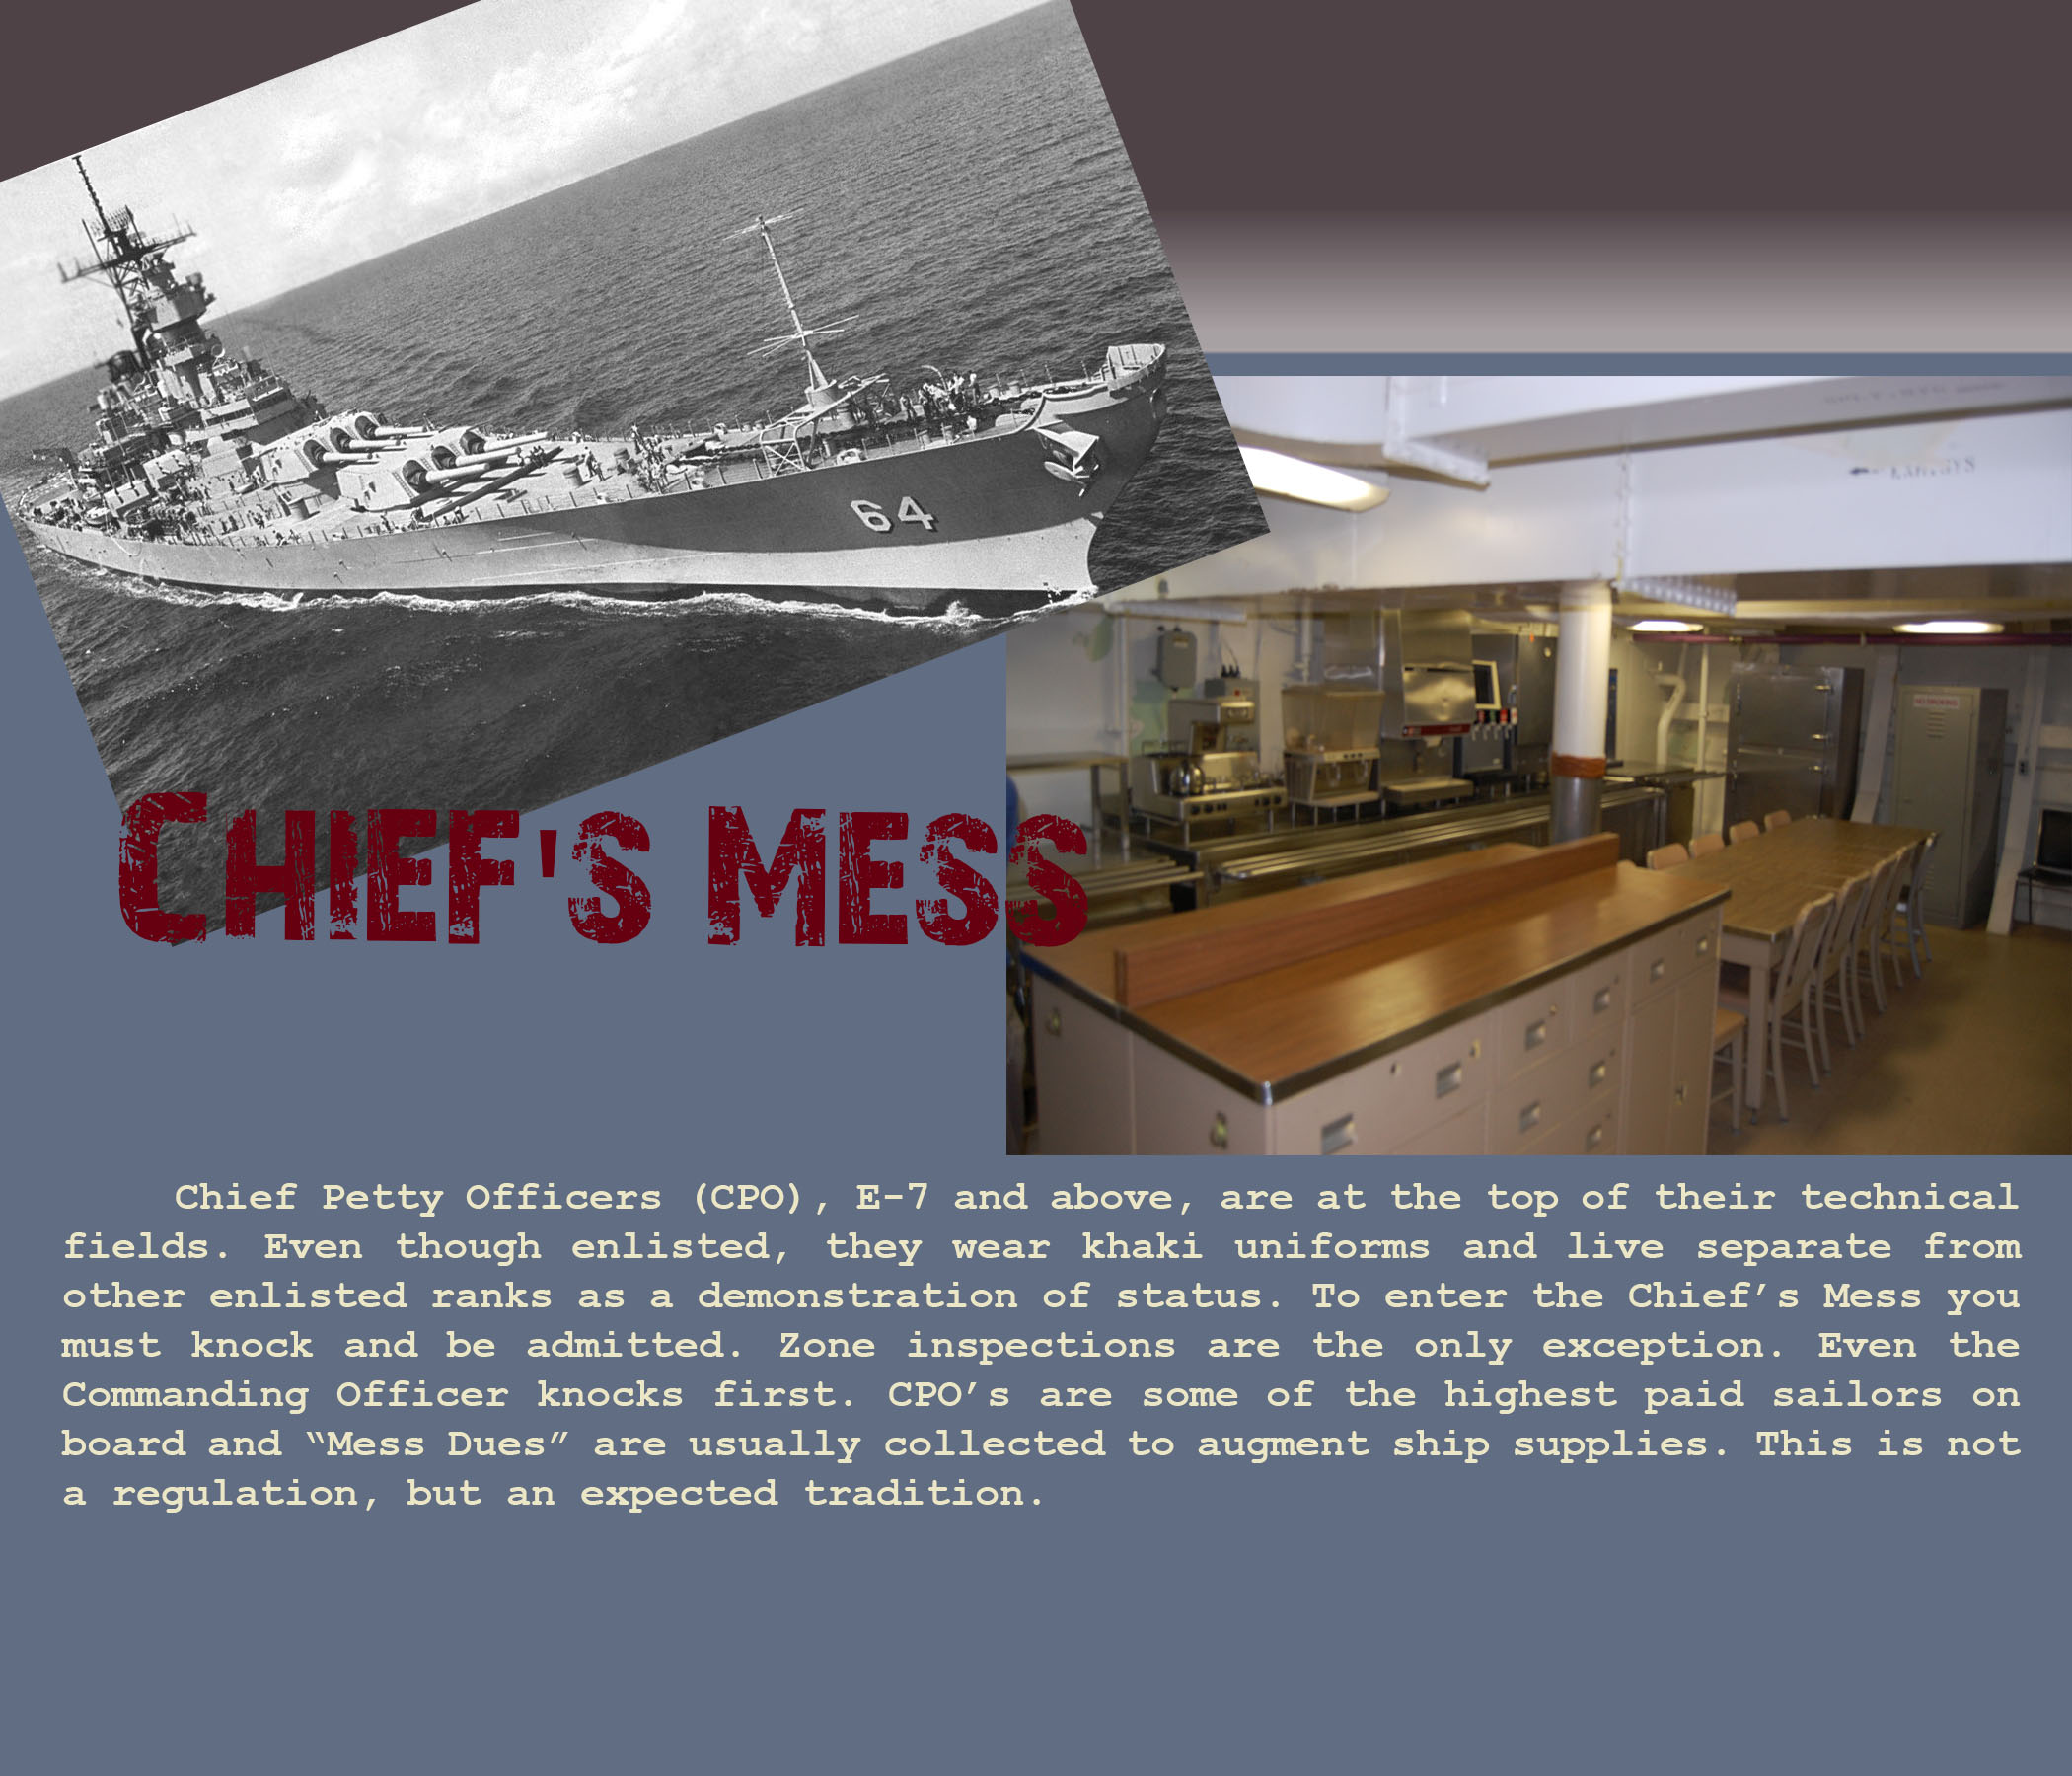 64
CHIEF'S MESS
Chief Petty Officers (CPO), E-7 and above, are at the top of their technical
fields. Even though enlisted, they wear khaki uniforms and live separate from
other enlisted ranks as a demonstration of status. To enter the Chief’s Mess you
must knock and be admitted. Zone inspections are the only exception. Even the
Commanding Officer knocks first. CPO’s are some of the highest paid sailors on
board and “Mess Dues” are usually collected to augment ship supplies. This is not
a regulation, but an expected tradition.